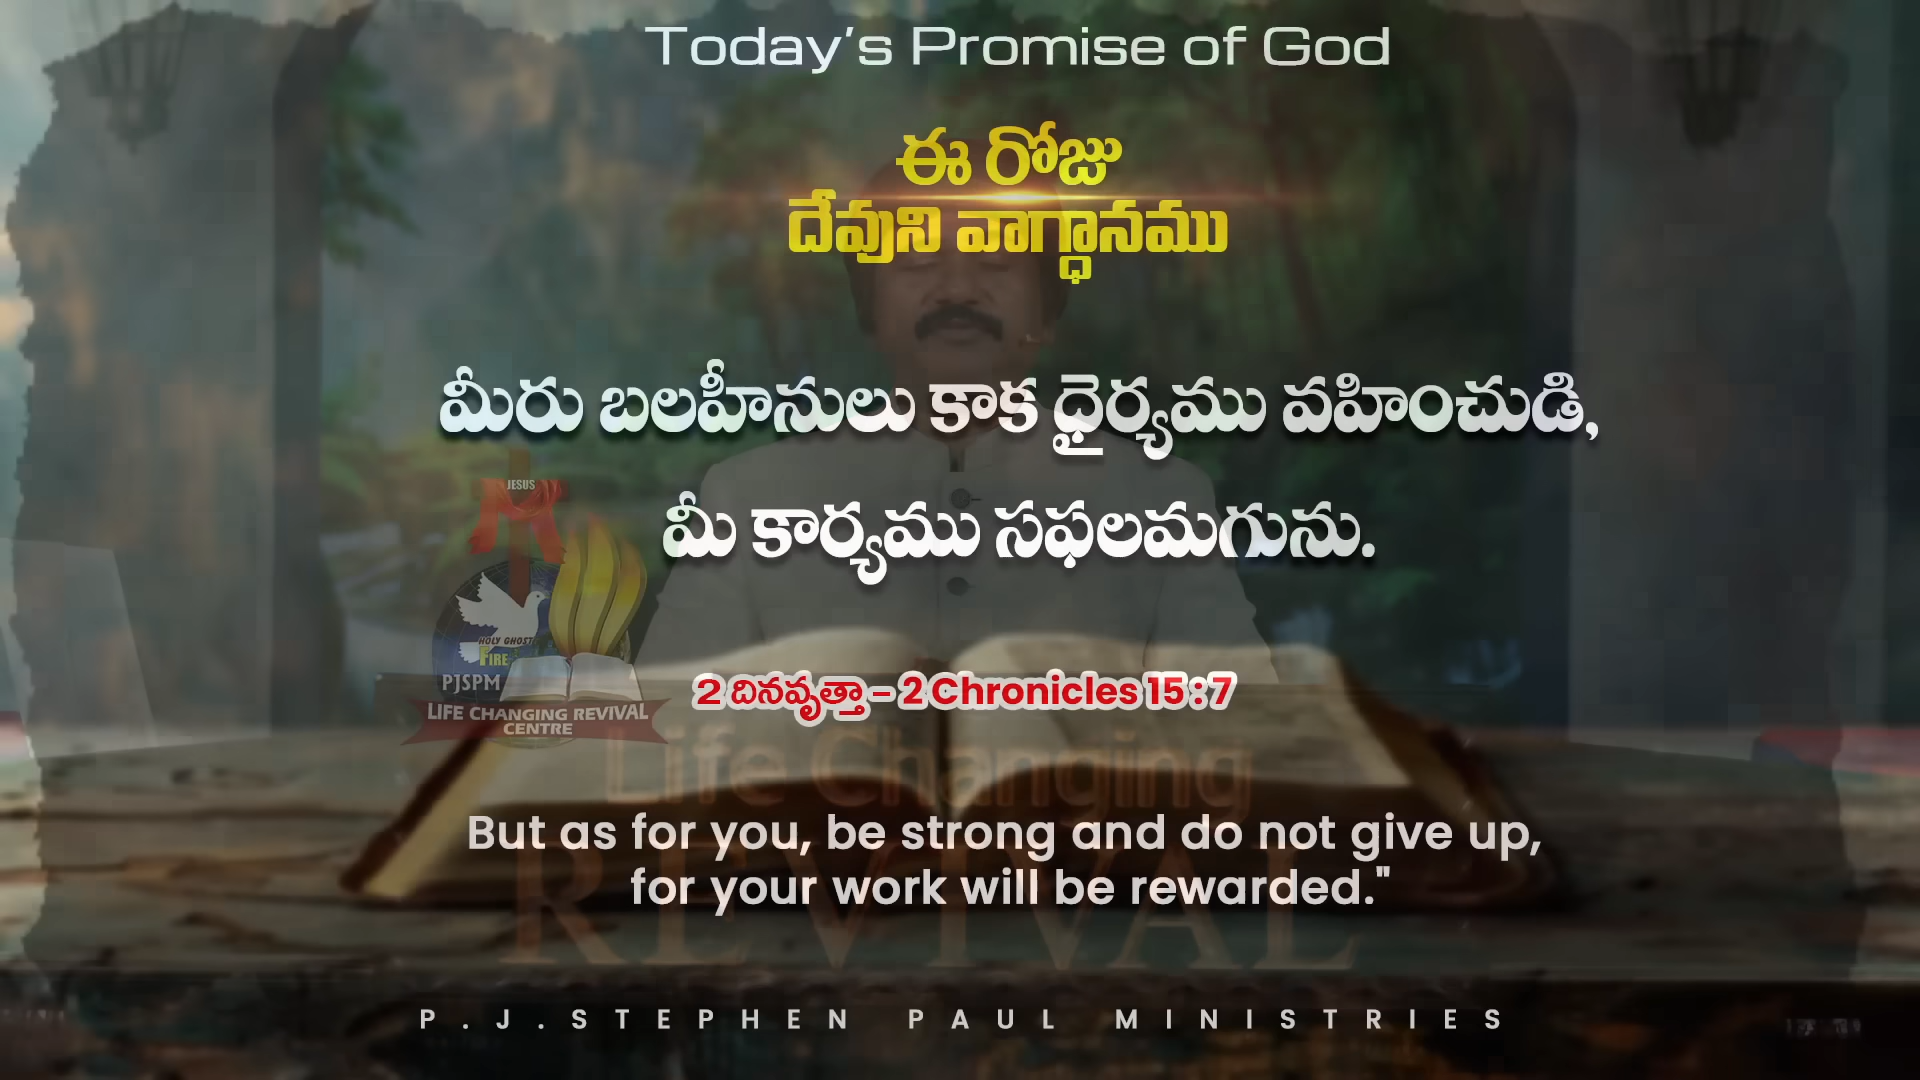 Today's Promise of God
ఈ రోజు
దేవుని వాగ్ధానము
మీరు బలహీనులు కాక ధైర్యము వహించుడి,
మీ కార్యము సఫలమగును.
JESUS
HOLY GHOST
FIRE
PJSPM
LIFE CHANGING REVIVAL
CENTRE
2 దినవృత్తా – 2 Chronicles 15 : 7
Life Changing
REVIVAL
But as for you, be strong and do not give up,
for your work will be rewarded."
P.J.STEPHEN PAUL MINISTRIES